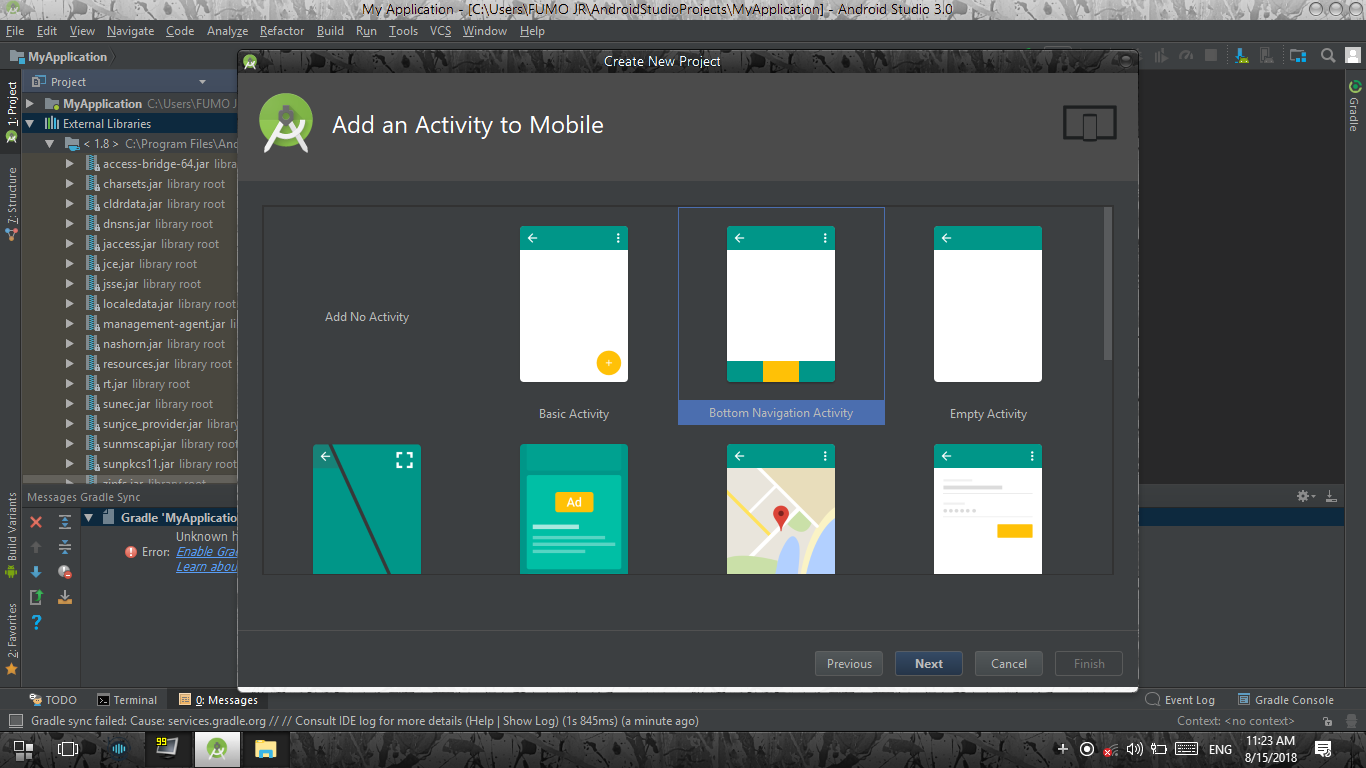 My Application - [C:\Users\FUMO JR\AndroidStudioProjects\MyApplication] - Android Studio 3.0
File Edit View Navigate Code Analyze Refactor Build Run Tools VCS Window Help
MyApplication
Create New Project
Add an Activity to Mobile
1: Project
7: Structure
Build Variants
2: Favorites
Gradle
Project
MyApplication C:\Users\FUMO J
External Libraries
< 1.8 > C:\Program Files\And
access-bridge-64.jar libra
charsets.jar library root
cldrdata.jar library root
dnsns.jar library root
jaccess.jar library root
jce.jar library root
jsse.jar library root
localedata.jar library root
management-agent.jar li
nashorn.jar library root
resources.jar library root
rt.jar library root
sunec.jar library root
sunjce_provider.jar library
sunmscapi.jar library root
sunpkcs11.jar library root
zipfs.jar library root
Add No Activity
Basic Activity
Bottom Navigation Activity
Empty Activity
Ad
Messages Gradle Sync
Gradle 'MyApplication
Unknown h
Error: Enable Grad
Learn abou
Previous Next Cancel Finish
TODO Terminal 0: Messages Event Log Gradle Console
Gradle sync failed: Cause: services.gradle.org // // Consult IDE log for more details (Help | Show Log) (1s 845ms) (a minute ago) Context: <no context>
99
ENG
11:23 AM
8/15/2018